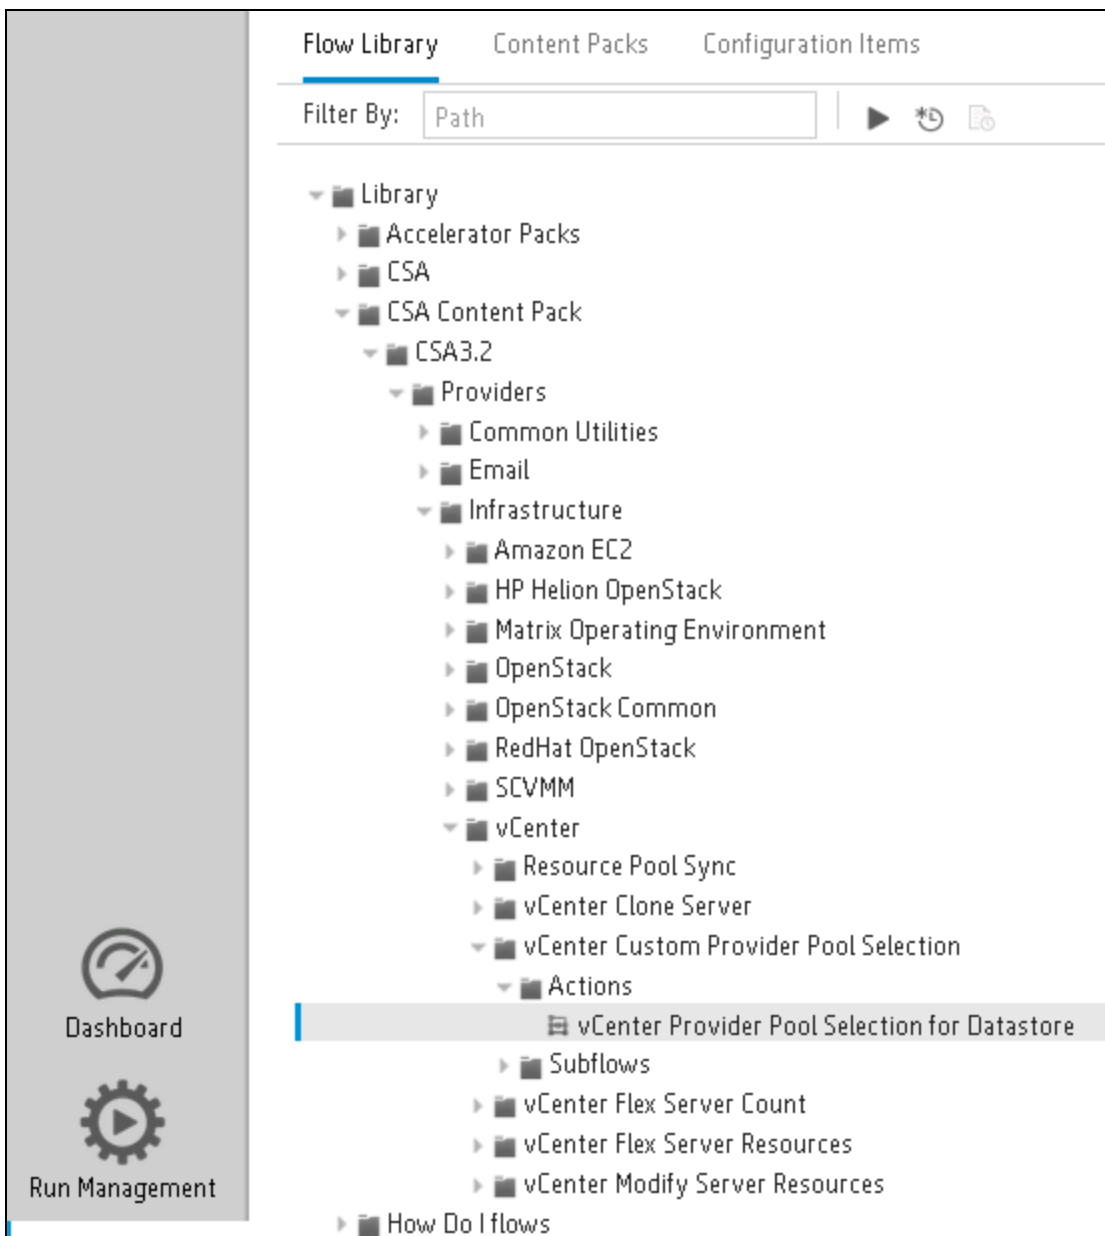 Flow Library Content Packs Configuration Items
Filter By: Path
Library
Accelerator Packs
CSA
CSA Content Pack
CSA3.2
Providers
Common Utilities
Email
Infrastructure
Amazon EC2
HP Helion OpenStack
Matrix Operating Environment
OpenStack
OpenStack Common
RedHat OpenStack
SCVMM
vCenter
Resource Pool Sync
vCenter Clone Server
vCenter Custom Provider Pool Selection
Actions
vCenter Provider Pool Selection for Datastore
Subflows
vCenter Flex Server Count
vCenter Flex Server Resources
vCenter Modify Server Resources
How Do I flows
Dashboard
Run Management